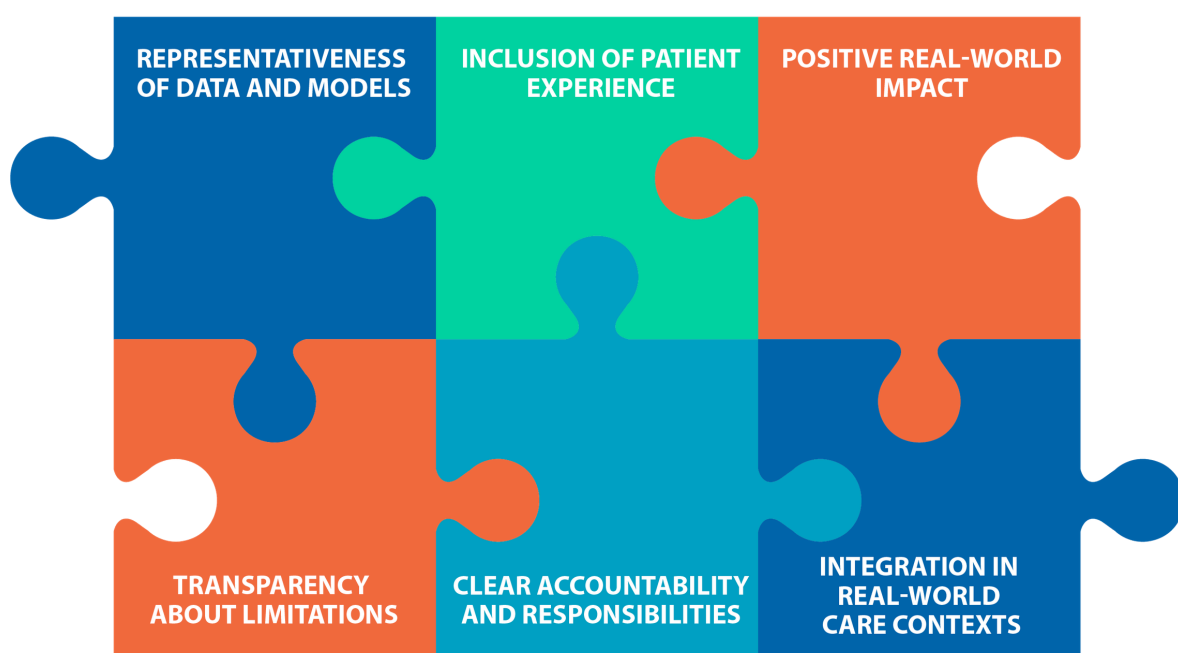 REPRESENTATIVENESS
OF DATA AND MODELS
INCLUSION OF PATIENT
EXPERIENCE
POSITIVE REAL-WORLD
IMPACT
TRANSPARENCY
ABOUT LIMITATIONS
CLEAR ACCOUNTABILITY
AND RESPONSIBILITIES
INTEGRATION IN
REAL-WORLD
CARE CONTEXTS